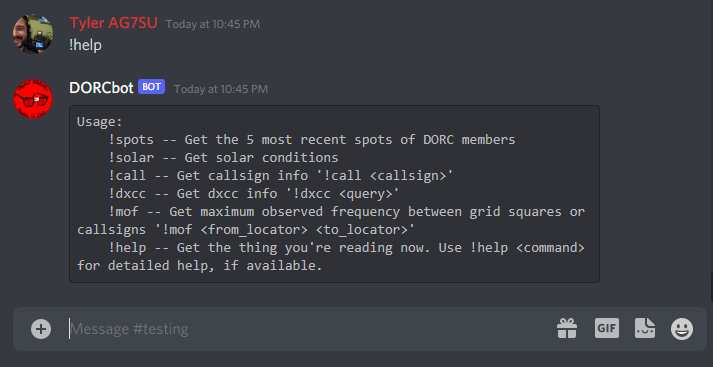 Tyler AG7SU Today at 10:45 PM
!help
DORCbot BOT Today at 10:45 PM
Usage:
!spots -- Get the 5 most recent spots of DORC members
!solar -- Get solar conditions
!call -- Get callsign info '!call <callsign>'
!dxcc -- Get dxcc info '!dxcc <query>'
!mof -- Get maximum observed frequency between grid squares or
callsigns '!mof <from_locator> <to_locator>'
!help -- Get the thing you're reading now. Use !help <command>
for detailed help, if available.
Message #testing
GIF